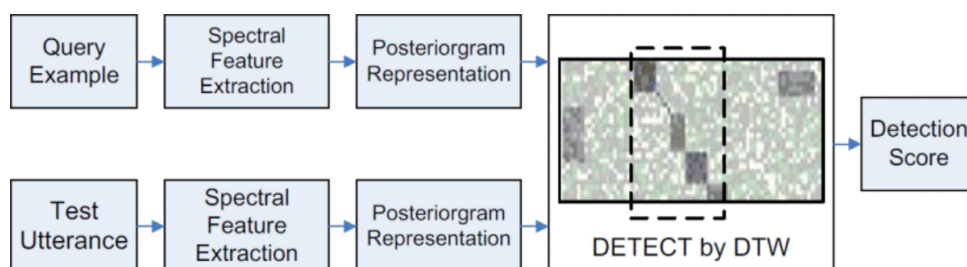 Query
Example
Spectral
Feature
Extraction
Posteriorgram
Representation
Test
Utterance
Spectral
Feature
Extraction
Posteriorgram
Representation
DETECT by DTW
Detection
Score